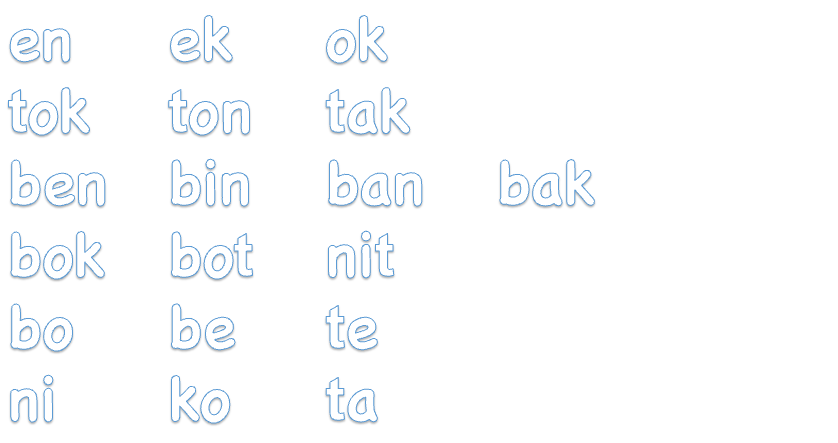 en ek ok
tok ton tak
ben bin ban bak
bok bot nit
bo be te
ni ko ta